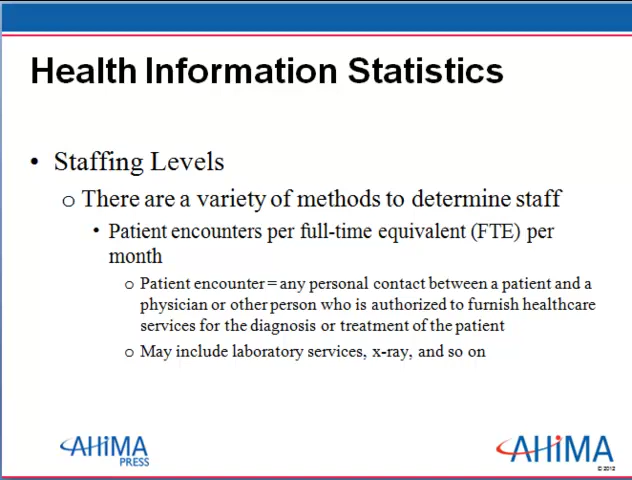 Health Information Statistics
• Staffing Levels
o There are a variety of methods to determine staff
• Patient encounters per full-time equivalent (FTE) per
month
o Patient encounter = any personal contact between a patient and a
physician or other person who is authorized to furnish healthcare
services for the diagnosis or treatment of the patient
o May include laboratory services, x-ray, and so on
AHiMA
PRESS
AHiMA
© 2012